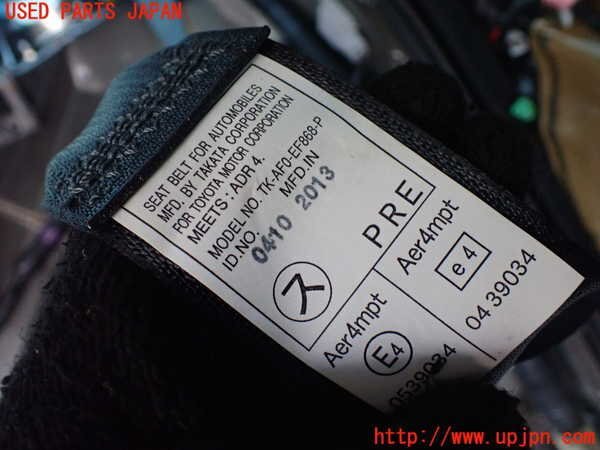 USED PARTS JAPAN
SEAT BELT FOR AUTOMOBILES
MFD. BY TAKATA CORPORATION
FOR TOYOTA MOTOR CORPORATION
MEETS: ADR 4.
MODEL NO. TK-AF0-EF868-P
ID.NO. MFD.IN
0410 2013
ス
PRE
Aer4mpt
E4
0539034
Aer4mpt
e4
04 39034
http://www.upjpn.com/